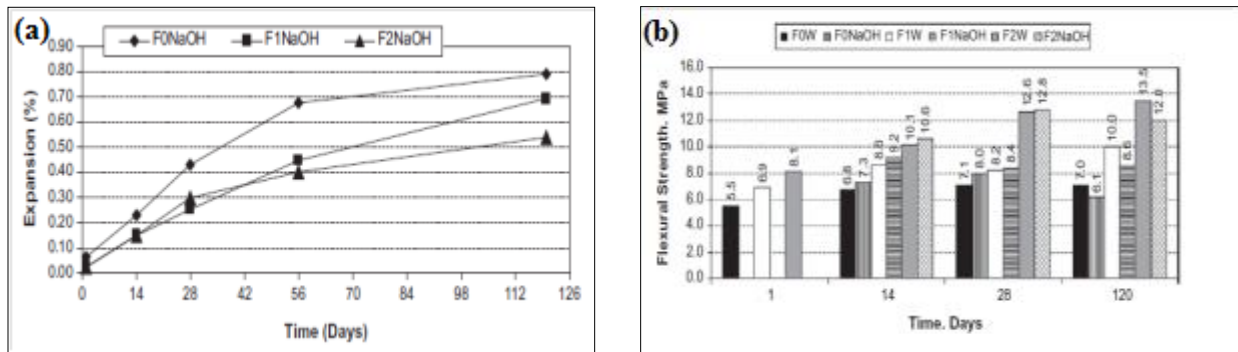 (a)
F0NaOH F1NaOH F2NaOH
Expansion (%)
0.90
0.80
0.70
0.60
0.50
0.40
0.30
0.20
0.10
0.00
0 14 28 42 56 70 84 98 112 126
Time (Days)
(b)
F0W F0NaOH F1W F1NaOH F2W F2NaOH
Flexural Strength. MPa
16.0
14.0
12.0
10.0
8.0
6.0
4.0
2.0
0.0
5.5 6.9 8.1
6.8 7.3 8.8 9.2 10.1 10.6
7.1 8.0 8.2 8.4 12.6 12.8
7.0 6.1 10.0 8.6 13.5 12.0
1 14 28 120
Time. Days